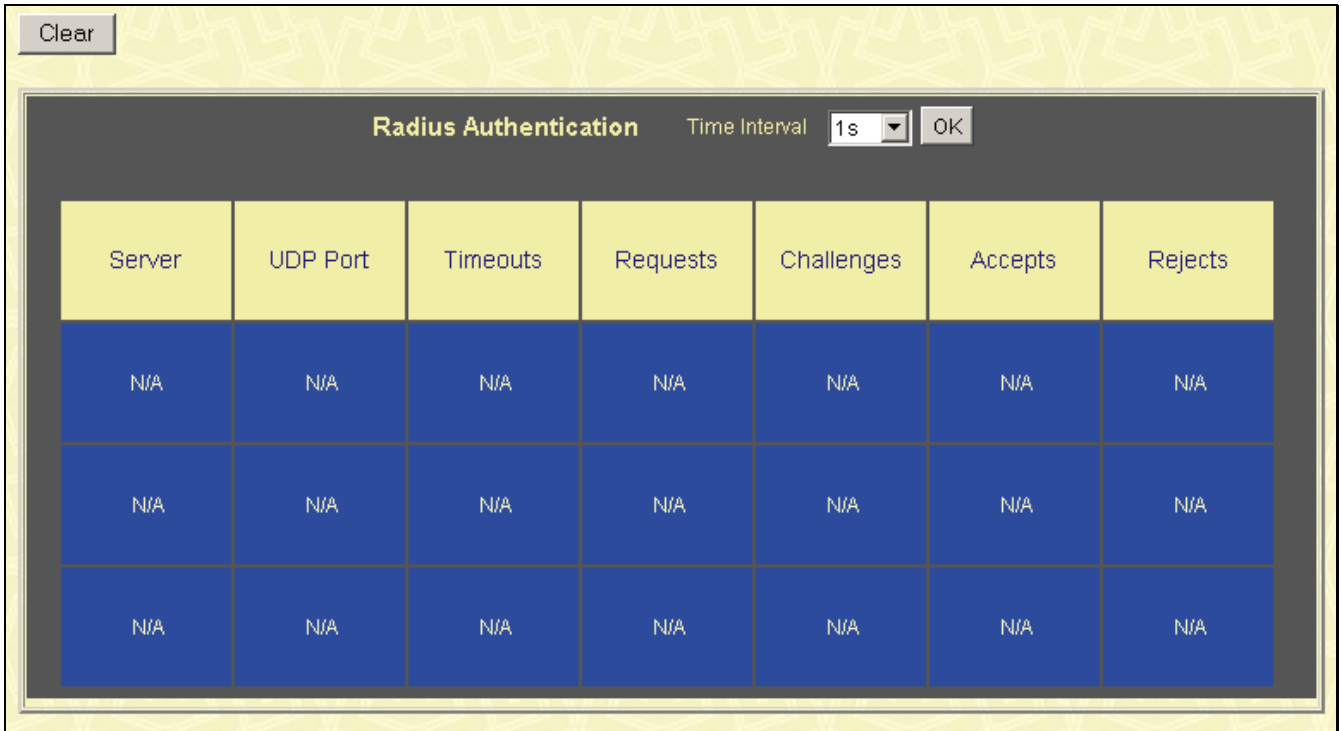 Clear
Radius Authentication Time Interval 1s OK
Server UDP Port Timeouts Requests Challenges Accepts Rejects
N/A N/A N/A N/A N/A N/A N/A
N/A N/A N/A N/A N/A N/A N/A
N/A N/A N/A N/A N/A N/A N/A